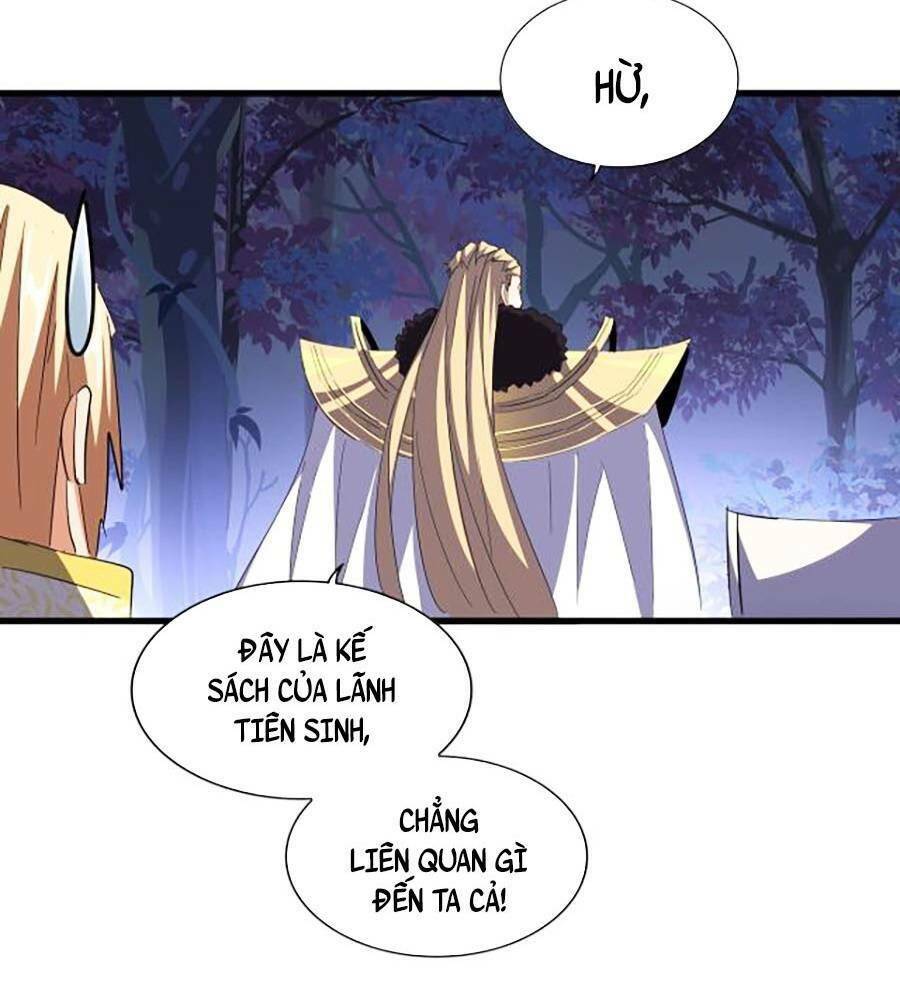 HỪ,
ĐÂY LÀ KẾ
SÁCH CỦA LÃNH
TIÊN SINH,
CHẲNG
LIÊN QUAN GÌ
ĐẾN TA CẢ!